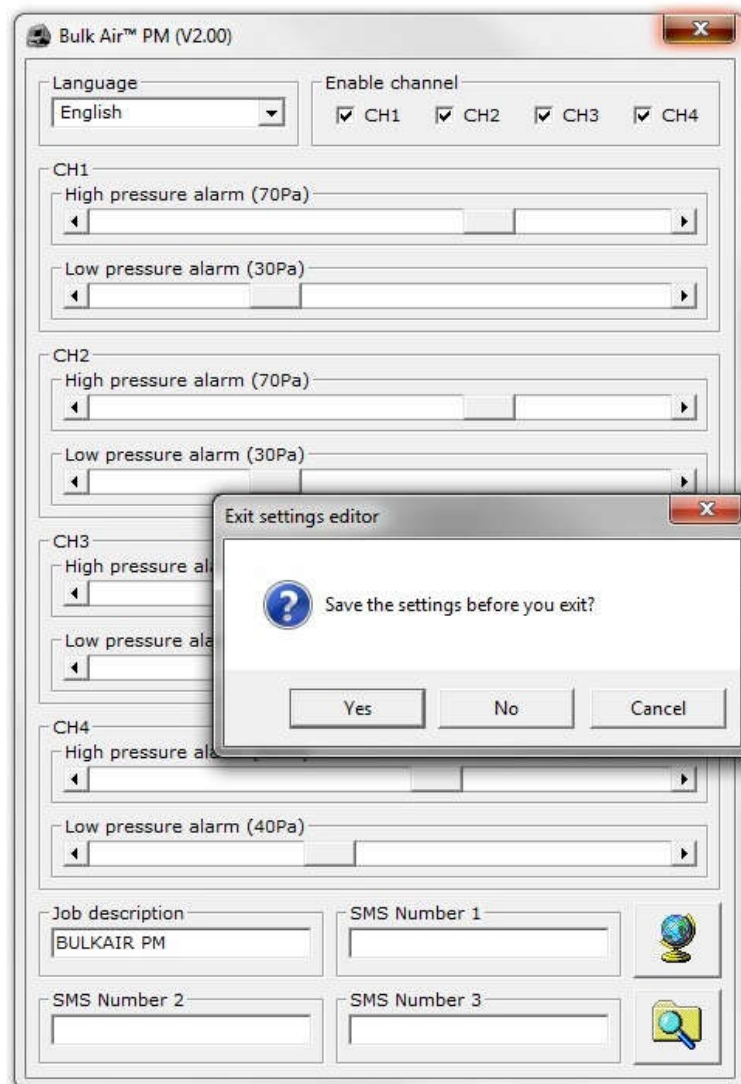 Bulk Air™ PM (V2.00)
Language
Enable channel
English
CH1 CH2 CH3 CH4
CH1
High pressure alarm (70Pa)
Low pressure alarm (30Pa)
CH2
High pressure alarm (70Pa)
Low pressure alarm (30Pa)
Exit settings editor
Save the settings before you exit?
Yes No Cancel
CH3
High pressure
Low pressure
CH4
High pressure
Low pressure alarm (40Pa)
Job description
SMS Number 1
BULKAIR PM
SMS Number 2
SMS Number 3